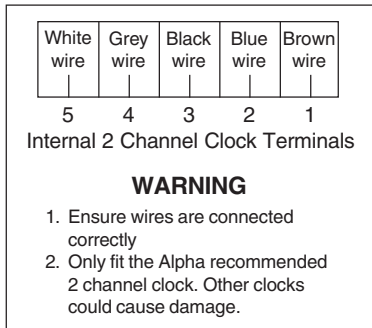 White wire Grey wire Black wire Blue wire Brown wire
5 4 3 2 1
Internal 2 Channel Clock Terminals
WARNING
1. Ensure wires are connected
correctly
2. Only fit the Alpha recommended
2 channel clock. Other clocks
could cause damage.